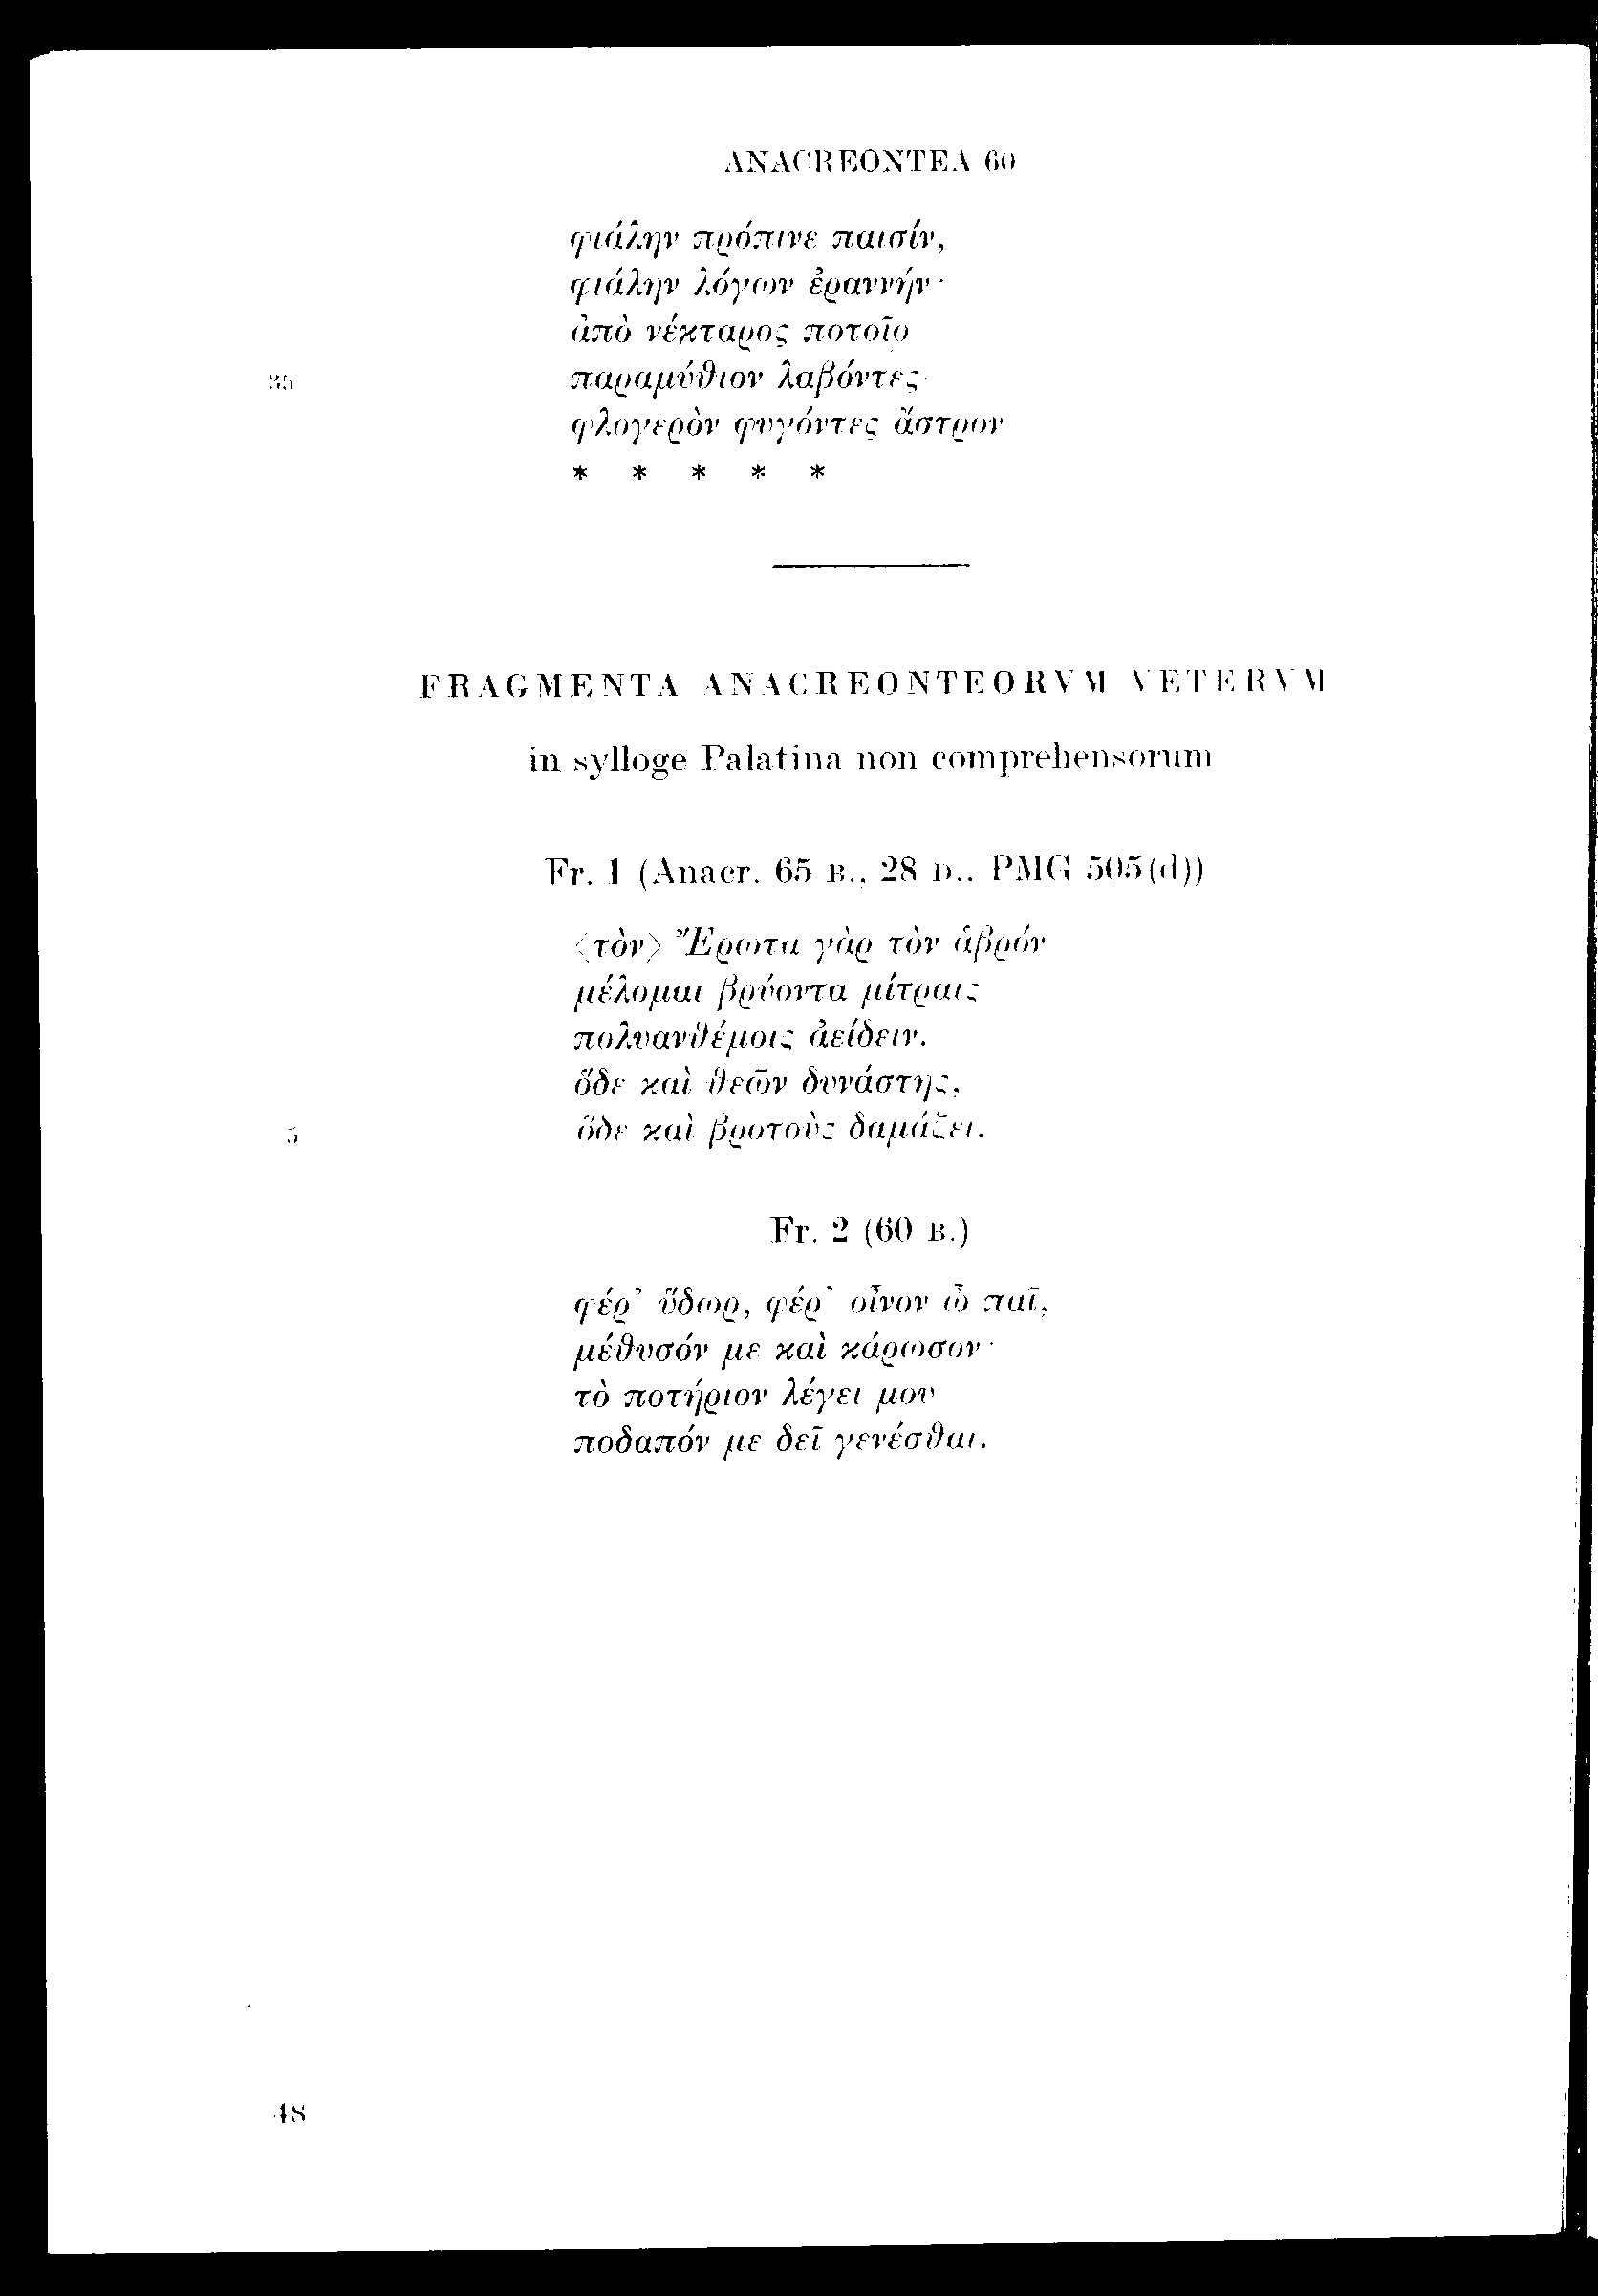 ANACREONTEA 60
φιάλην πρόπινε παισίν,
φιάλην λόγων ἐραννήν·
ἀπὸ νέκταρος ποτοῖο
35 παραμύθιον λαβόντες
φλογερὸν φυγόντες ἄστρον
* * * * *
FRAGMENTA ANACREONTEORVM VETERVM
in sylloge Palatina non comprehensorum
Fr. 1 (Anacr. 65 B., 28 D., PMG 505(d))
⟨τὸν⟩ Ἔρωτα γὰρ τὸν ἁβρόν
μέλομαι βρύοντα μίτραις
πολυανθέμοις ἀείδειν.
ὅδε καὶ θεῶν δυνάστης,
5 ὅδε καὶ βροτοὺς δαμάζει.
Fr. 2 (60 B.)
φέρ᾽ ὕδωρ, φέρ᾽ οἶνον ὦ παῖ,
μέθυσόν με καὶ κάρωσον·
τὸ ποτήριον λέγει μου
ποδαπόν με δεῖ γενέσθαι.
48